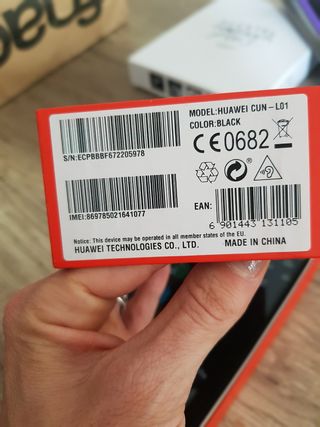 fnac
MODEL:HUAWEI CUN-L01
COLOR:BLACK
S/N:ECPBBBF672205978
CE0682
IMEI:869785021641077
EAN:
6 901443 131105
Notice: This device may be operated in all member states of the EU.
HUAWEI TECHNOLOGIES CO., LTD.
MADE IN CHINA